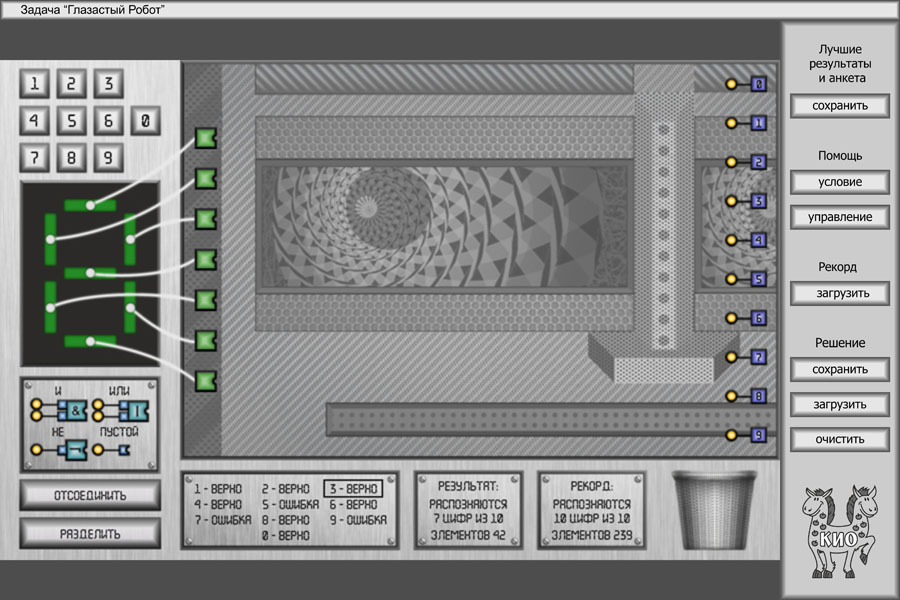 Задача "Глазастый Робот"
1 2 3
4 5 6 0
7 8 9
И ИЛИ
& |
НЕ ПУСТОЙ
¬
ОТСОЕДИНИТЬ
РАЗДЕЛИТЬ
0
1
2
3
4
5
6
7
8
9
1 - ВЕРНО 2 - ВЕРНО 3 - ВЕРНО
4 - ВЕРНО 5 - ОШИБКА 6 - ВЕРНО
7 - ОШИБКА 8 - ВЕРНО 9 - ОШИБКА
0 - ВЕРНО
РЕЗУЛЬТАТ:
РАСПОЗНАЮТСЯ
7 ЦИФР ИЗ 10
ЭЛЕМЕНТОВ 42
РЕКОРД:
РАСПОЗНАЮТСЯ
10 ЦИФР ИЗ 10
ЭЛЕМЕНТОВ 239
Лучшие
результаты
и анкета
сохранить
Помощь
условие
управление
Рекорд
загрузить
Решение
сохранить
загрузить
очистить
КИО